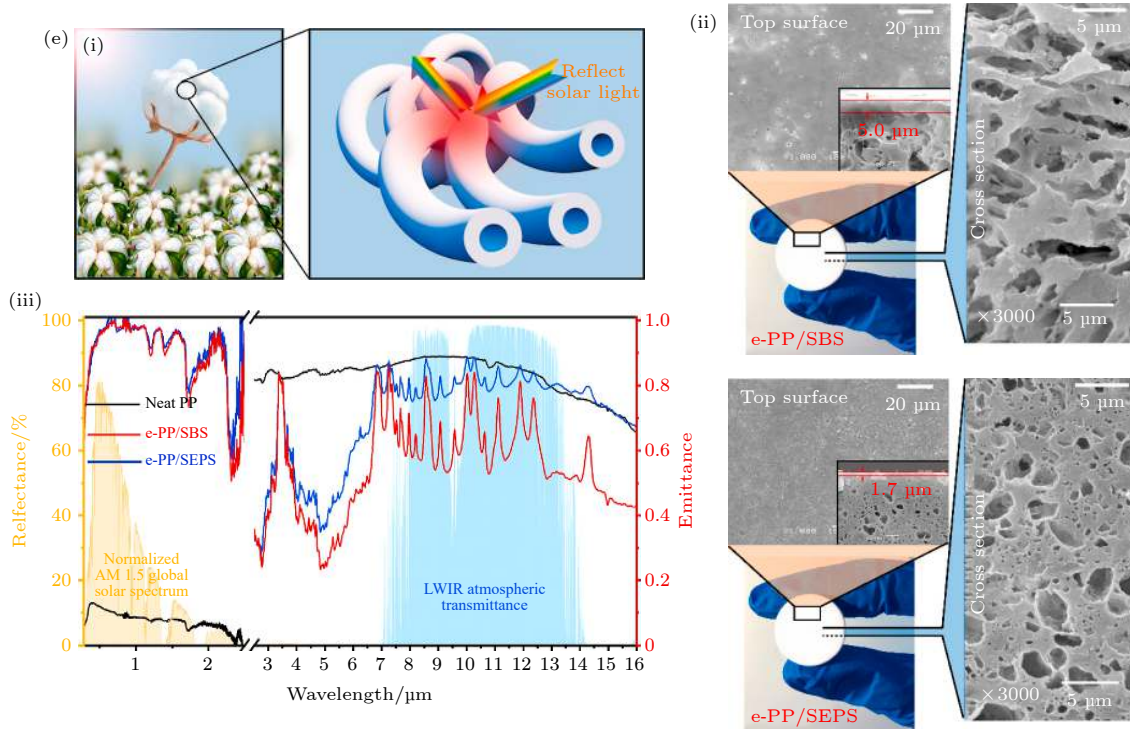 (e)
(i)
Reflect
solar light
(ii)
Top surface
20 μm
5.0 μm
e-PP/SBS
5 μm
Cross section
×3000
5 μm
Top surface
20 μm
1.7 μm
e-PP/SEPS
5 μm
Cross section
×3000
5 μm
(iii)
Relfectance/%
100
80
60
40
20
0
Neat PP
e-PP/SBS
e-PP/SEPS
Normalized
AM 1.5 global
solar spectrum
LWIR atmospheric
transmittance
1.0
0.8
0.6
0.4
0.2
0
Emittance
1 2 3 4 5 6 7 8 9 10 11 12 13 14 15 16
Wavelength/μm